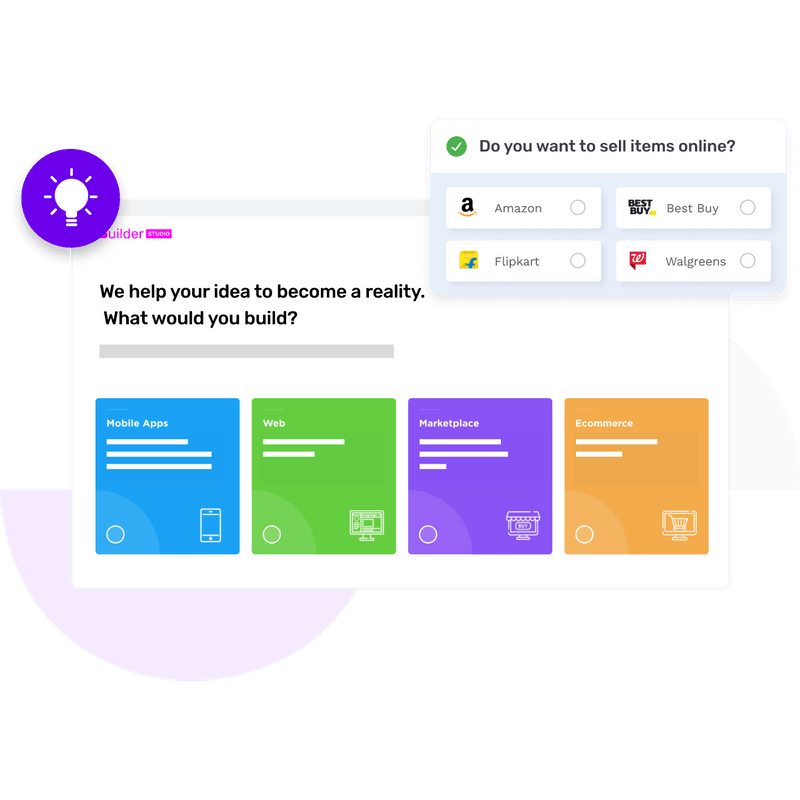 Do you want to sell items online?
Amazon
BEST BUY Best Buy
Flipkart
Walgreens
uilder STUDIO
We help your idea to become a reality.
What would you build?
Mobile Apps
Web
Marketplace
Ecommerce
BUY